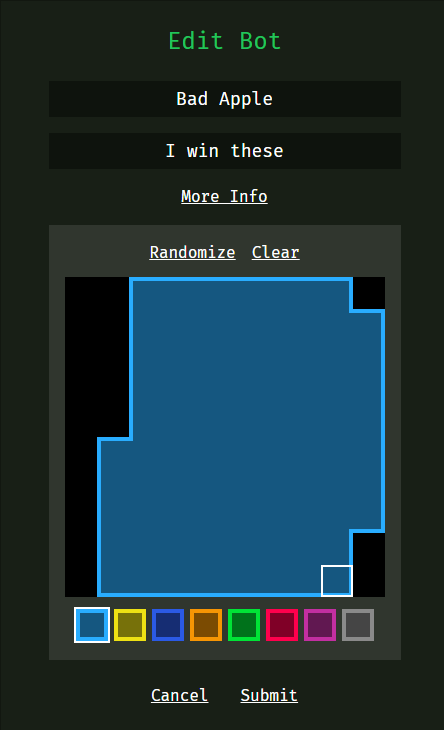 Edit Bot
Bad Apple
I win these
More Info
Randomize Clear
Cancel Submit